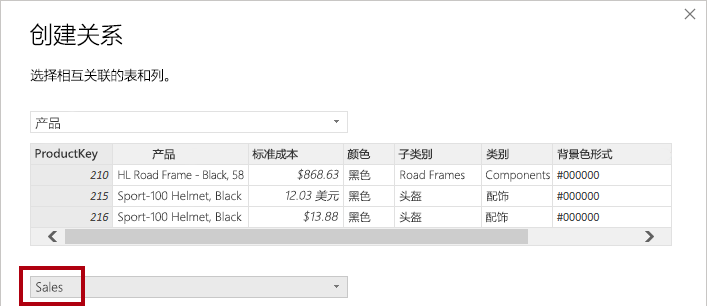 创建关系
选择相互关联的表和列。
产品
ProductKey 产品 标准成本 颜色 子类别 类别 背景色形式
210 HL Road Frame - Black, 58 $868.63 黑色 Road Frames Components #000000
215 Sport-100 Helmet, Black 12.03 美元 黑色 头盔 配饰 #000000
216 Sport-100 Helmet, Black $13.88 黑色 头盔 配饰 #000000
Sales